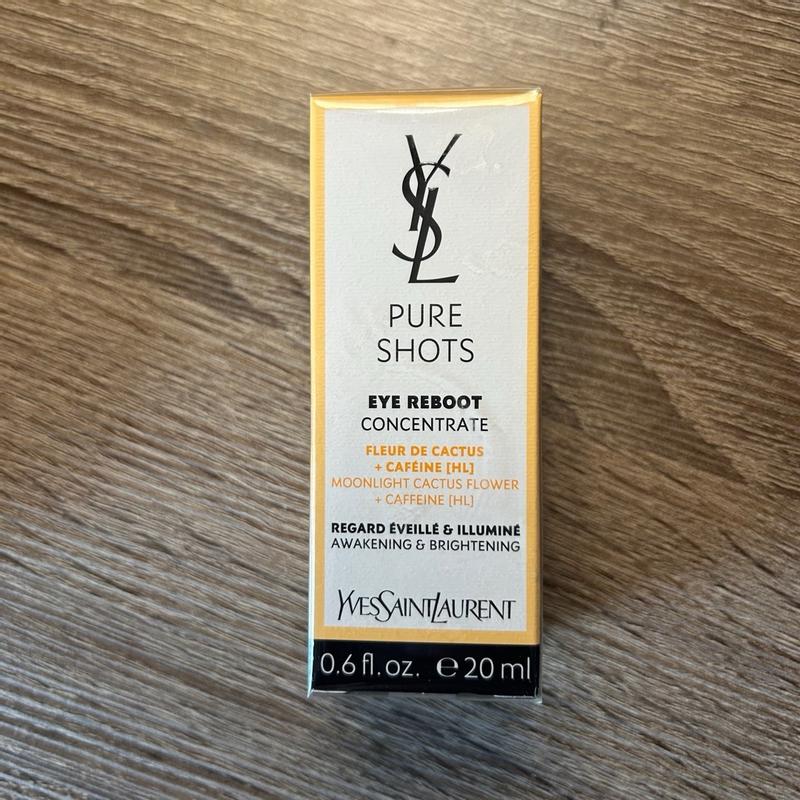 YSL
PURE
SHOTS
EYE REBOOT
CONCENTRATE
FLEUR DE CACTUS
+ CAFÉINE [HL]
MOONLIGHT CACTUS FLOWER
+ CAFFEINE [HL]
REGARD ÉVEILLÉ & ILLUMINÉ
AWAKENING & BRIGHTENING
YVESSAINTLAURENT
0.6 fl.oz. ℮ 20 ml